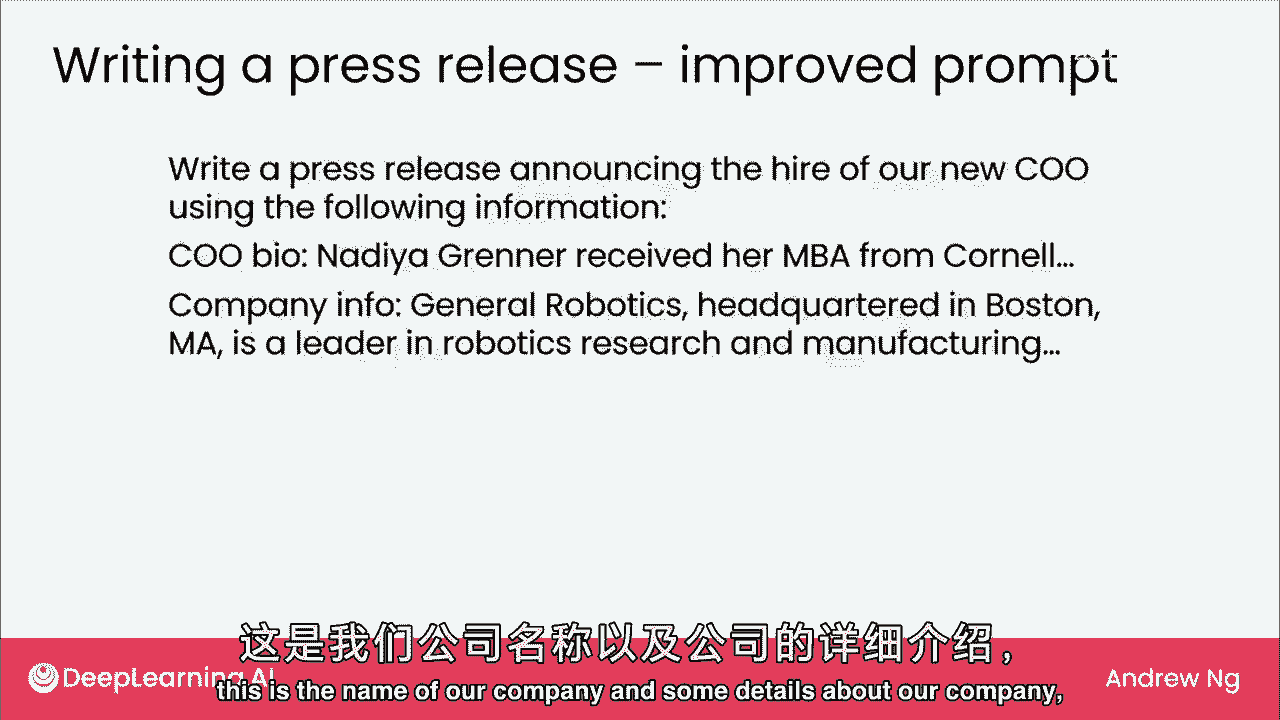 Writing a press release – improved prompt
Write a press release announcing the hire of our new COO
using the following information:
COO bio: Nadiya Grenner received her MBA from Cornell...
Company info: General Robotics, headquartered in Boston,
MA, is a leader in robotics research and manufacturing...
这是我们公司名称以及公司的详细介绍，
DeepLearning.AI
Andrew Ng
this is the name of our company and some details about our company,